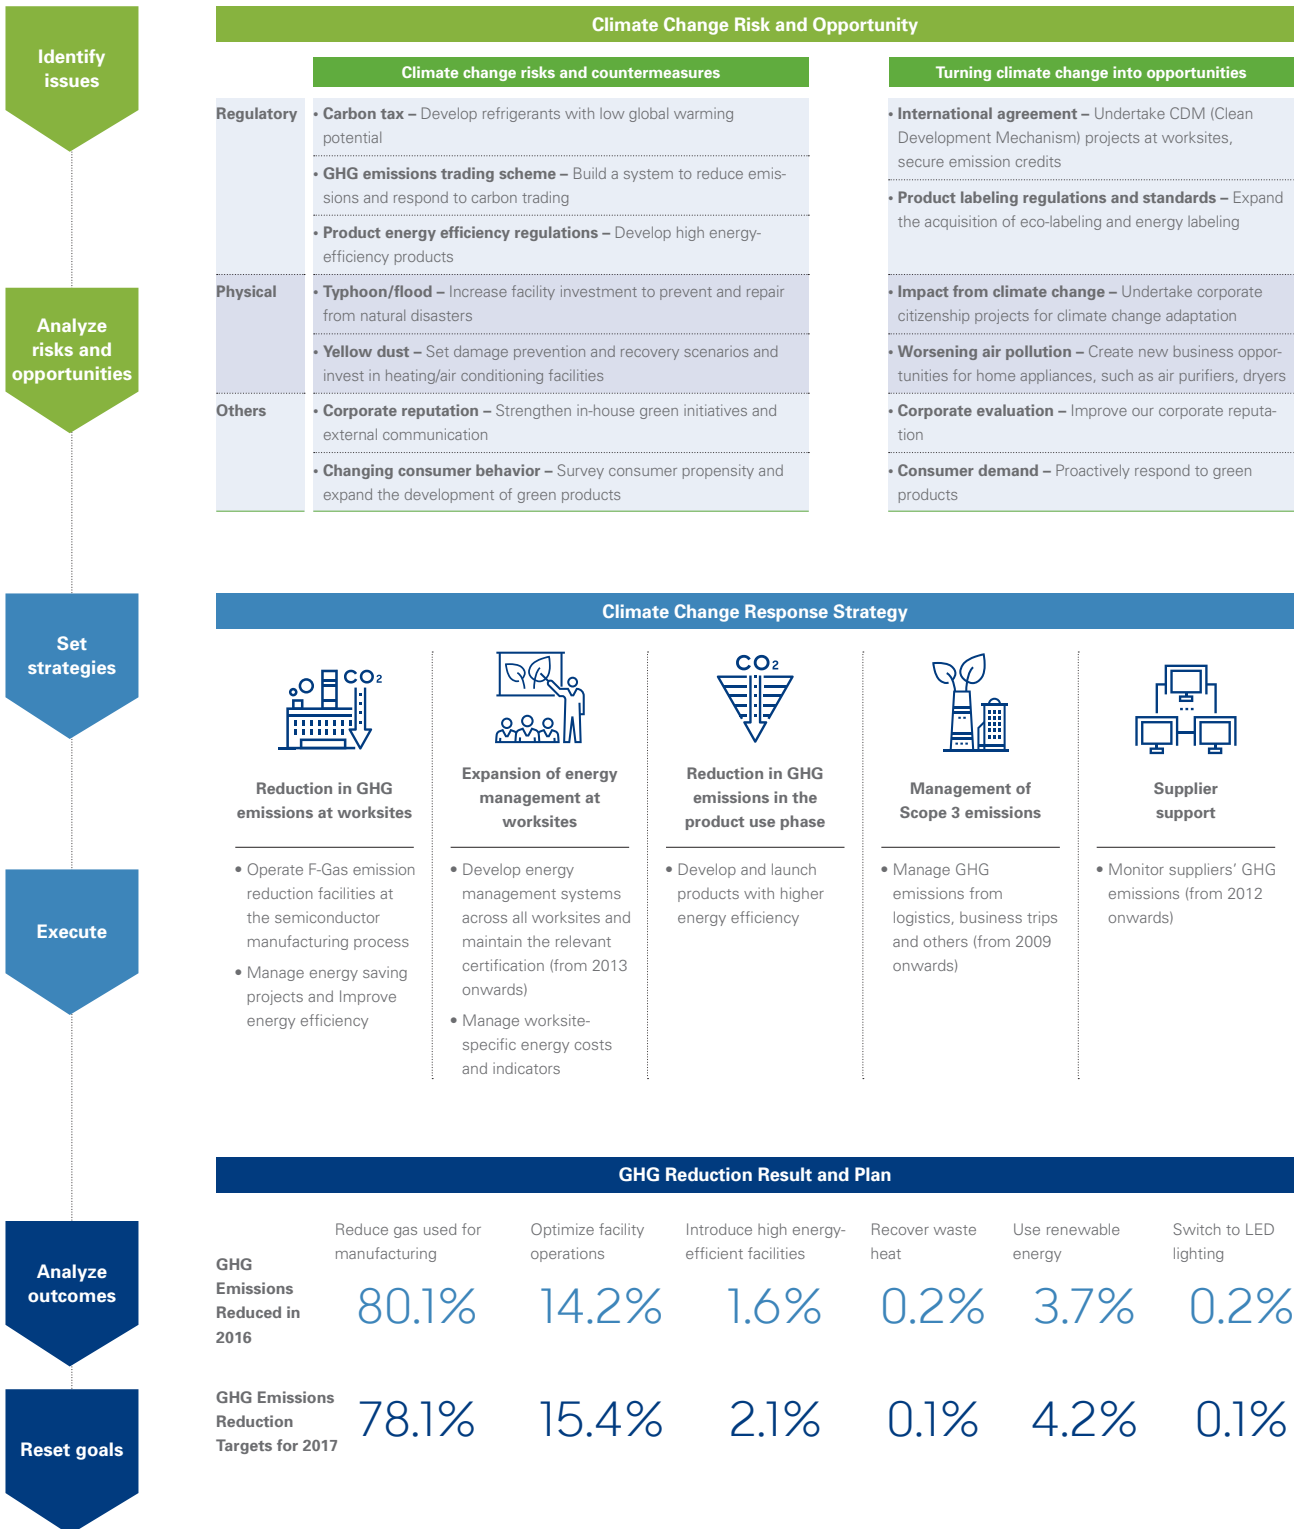 Identify
issues
Analyze
risks and
opportunities
Set
strategies
Execute
Analyze
outcomes
Reset goals
Climate Change Risk and Opportunity
Climate change risks and countermeasures
Turning climate change into opportunities
Regulatory
• Carbon tax – Develop refrigerants with low global warming
potential
• GHG emissions trading scheme – Build a system to reduce emis-
sions and respond to carbon trading
• Product energy efficiency regulations – Develop high energy-
efficiency products
• International agreement – Undertake CDM (Clean
Development Mechanism) projects at worksites,
secure emission credits
• Product labeling regulations and standards – Expand
the acquisition of eco-labeling and energy labeling
Physical
• Typhoon/flood – Increase facility investment to prevent and repair
from natural disasters
• Yellow dust – Set damage prevention and recovery scenarios and
invest in heating/air conditioning facilities
• Impact from climate change – Undertake corporate
citizenship projects for climate change adaptation
• Worsening air pollution – Create new business oppor-
tunities for home appliances, such as air purifiers, dryers
Others
• Corporate reputation – Strengthen in-house green initiatives and
external communication
• Changing consumer behavior – Survey consumer propensity and
expand the development of green products
• Corporate evaluation – Improve our corporate reputa-
tion
• Consumer demand – Proactively respond to green
products
Climate Change Response Strategy
CO2
Reduction in GHG
emissions at worksites
• Operate F-Gas emission
reduction facilities at
the semiconductor
manufacturing process
• Manage energy saving
projects and Improve
energy efficiency
Expansion of energy
management at
worksites
• Develop energy
management systems
across all worksites and
maintain the relevant
certification (from 2013
onwards)
• Manage worksite-
specific energy costs
and indicators
CO2
Reduction in GHG
emissions in the
product use phase
• Develop and launch
products with higher
energy efficiency
Management of
Scope 3 emissions
• Manage GHG
emissions from
logistics, business trips
and others (from 2009
onwards)
Supplier
support
• Monitor suppliers' GHG
emissions (from 2012
onwards)
GHG Reduction Result and Plan
Reduce gas used for
manufacturing
Optimize facility
operations
Introduce high energy-
efficient facilities
Recover waste
heat
Use renewable
energy
Switch to LED
lighting
GHG
Emissions
Reduced in
2016
80.1% 14.2% 1.6% 0.2% 3.7% 0.2%
GHG Emissions
Reduction
Targets for 2017
78.1% 15.4% 2.1% 0.1% 4.2% 0.1%